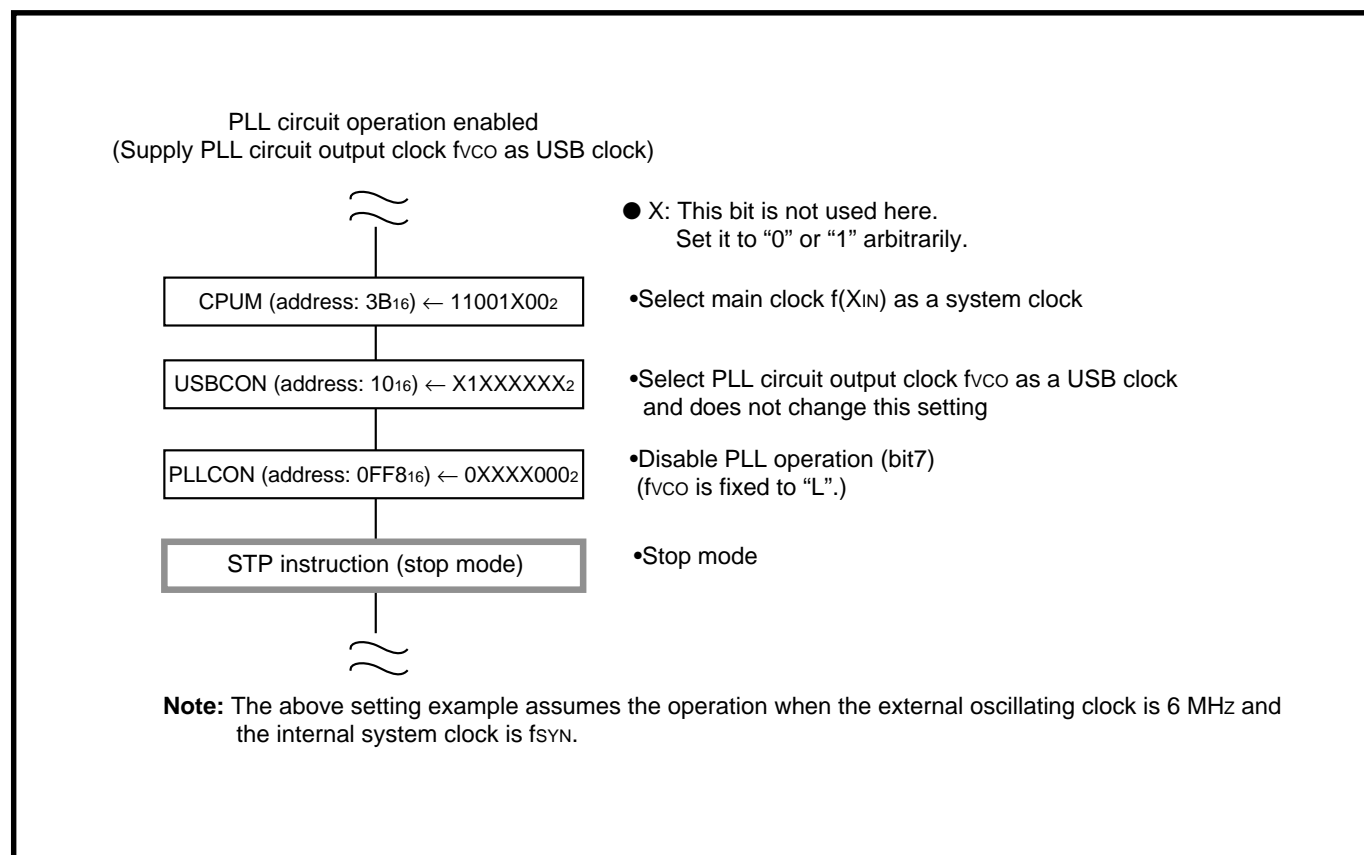 PLL circuit operation enabled
(Supply PLL circuit output clock fVCO as USB clock)
● X: This bit is not used here.
Set it to “0” or “1” arbitrarily.
CPUM (address: 3B16) ← 11001X002
•Select main clock f(XIN) as a system clock
USBCON (address: 1016) ← X1XXXXXX2
•Select PLL circuit output clock fVCO as a USB clock
and does not change this setting
PLLCON (address: 0FF816) ← 0XXXX0002
•Disable PLL operation (bit7)
(fVCO is fixed to “L”.)
STP instruction (stop mode)
•Stop mode
Note: The above setting example assumes the operation when the external oscillating clock is 6 MHz and
the internal system clock is fSYN.